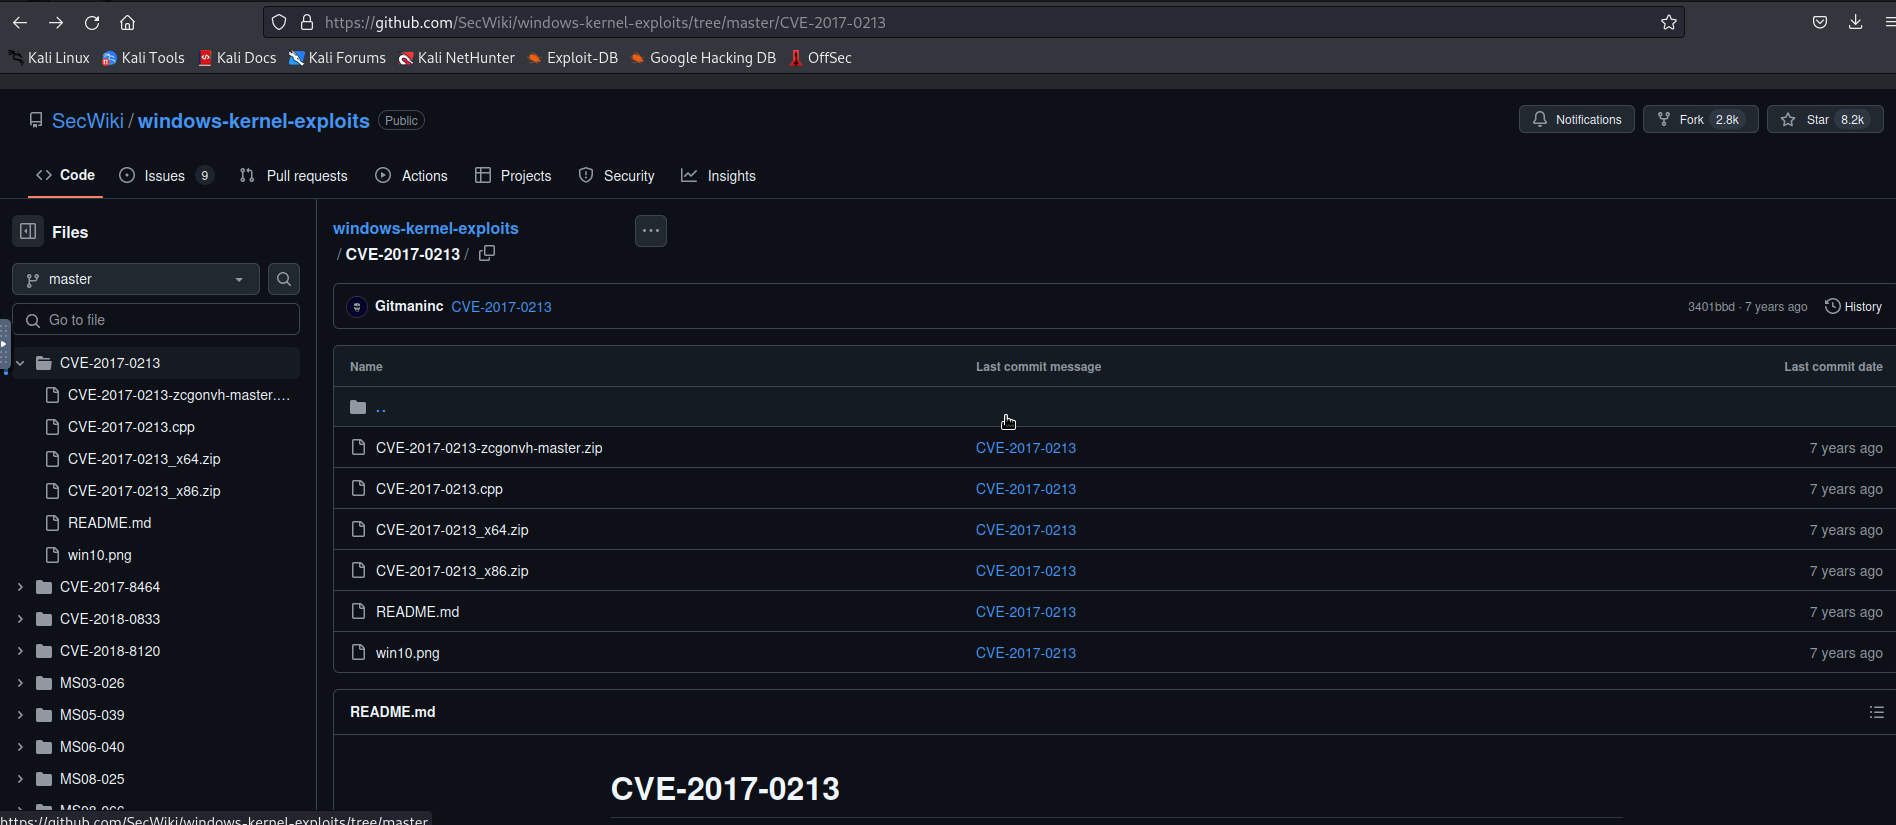 https://github.com/SecWiki/windows-kernel-exploits/tree/master/CVE-2017-0213
Kali Linux Kali Tools Kali Docs Kali Forums Kali NetHunter Exploit-DB Google Hacking DB OffSec
SecWiki / windows-kernel-exploits Public Notifications Fork 2.8k Star 8.2k
Code Issues 9 Pull requests Actions Projects Security Insights
Files
master
Go to file
CVE-2017-0213
CVE-2017-0213-zcgonvh-master....
CVE-2017-0213.cpp
CVE-2017-0213_x64.zip
CVE-2017-0213_x86.zip
README.md
win10.png
CVE-2017-8464
CVE-2018-0833
CVE-2018-8120
MS03-026
MS05-039
MS06-040
MS08-025
windows-kernel-exploits
/ CVE-2017-0213 /
...
Gitmaninc CVE-2017-0213 3401bbd · 7 years ago History
Name Last commit message Last commit date
..
CVE-2017-0213-zcgonvh-master.zip CVE-2017-0213 7 years ago
CVE-2017-0213.cpp CVE-2017-0213 7 years ago
CVE-2017-0213_x64.zip CVE-2017-0213 7 years ago
CVE-2017-0213_x86.zip CVE-2017-0213 7 years ago
README.md CVE-2017-0213 7 years ago
win10.png CVE-2017-0213 7 years ago
README.md
CVE-2017-0213
https://github.com/SecWiki/windows-kernel-exploits/tree/master